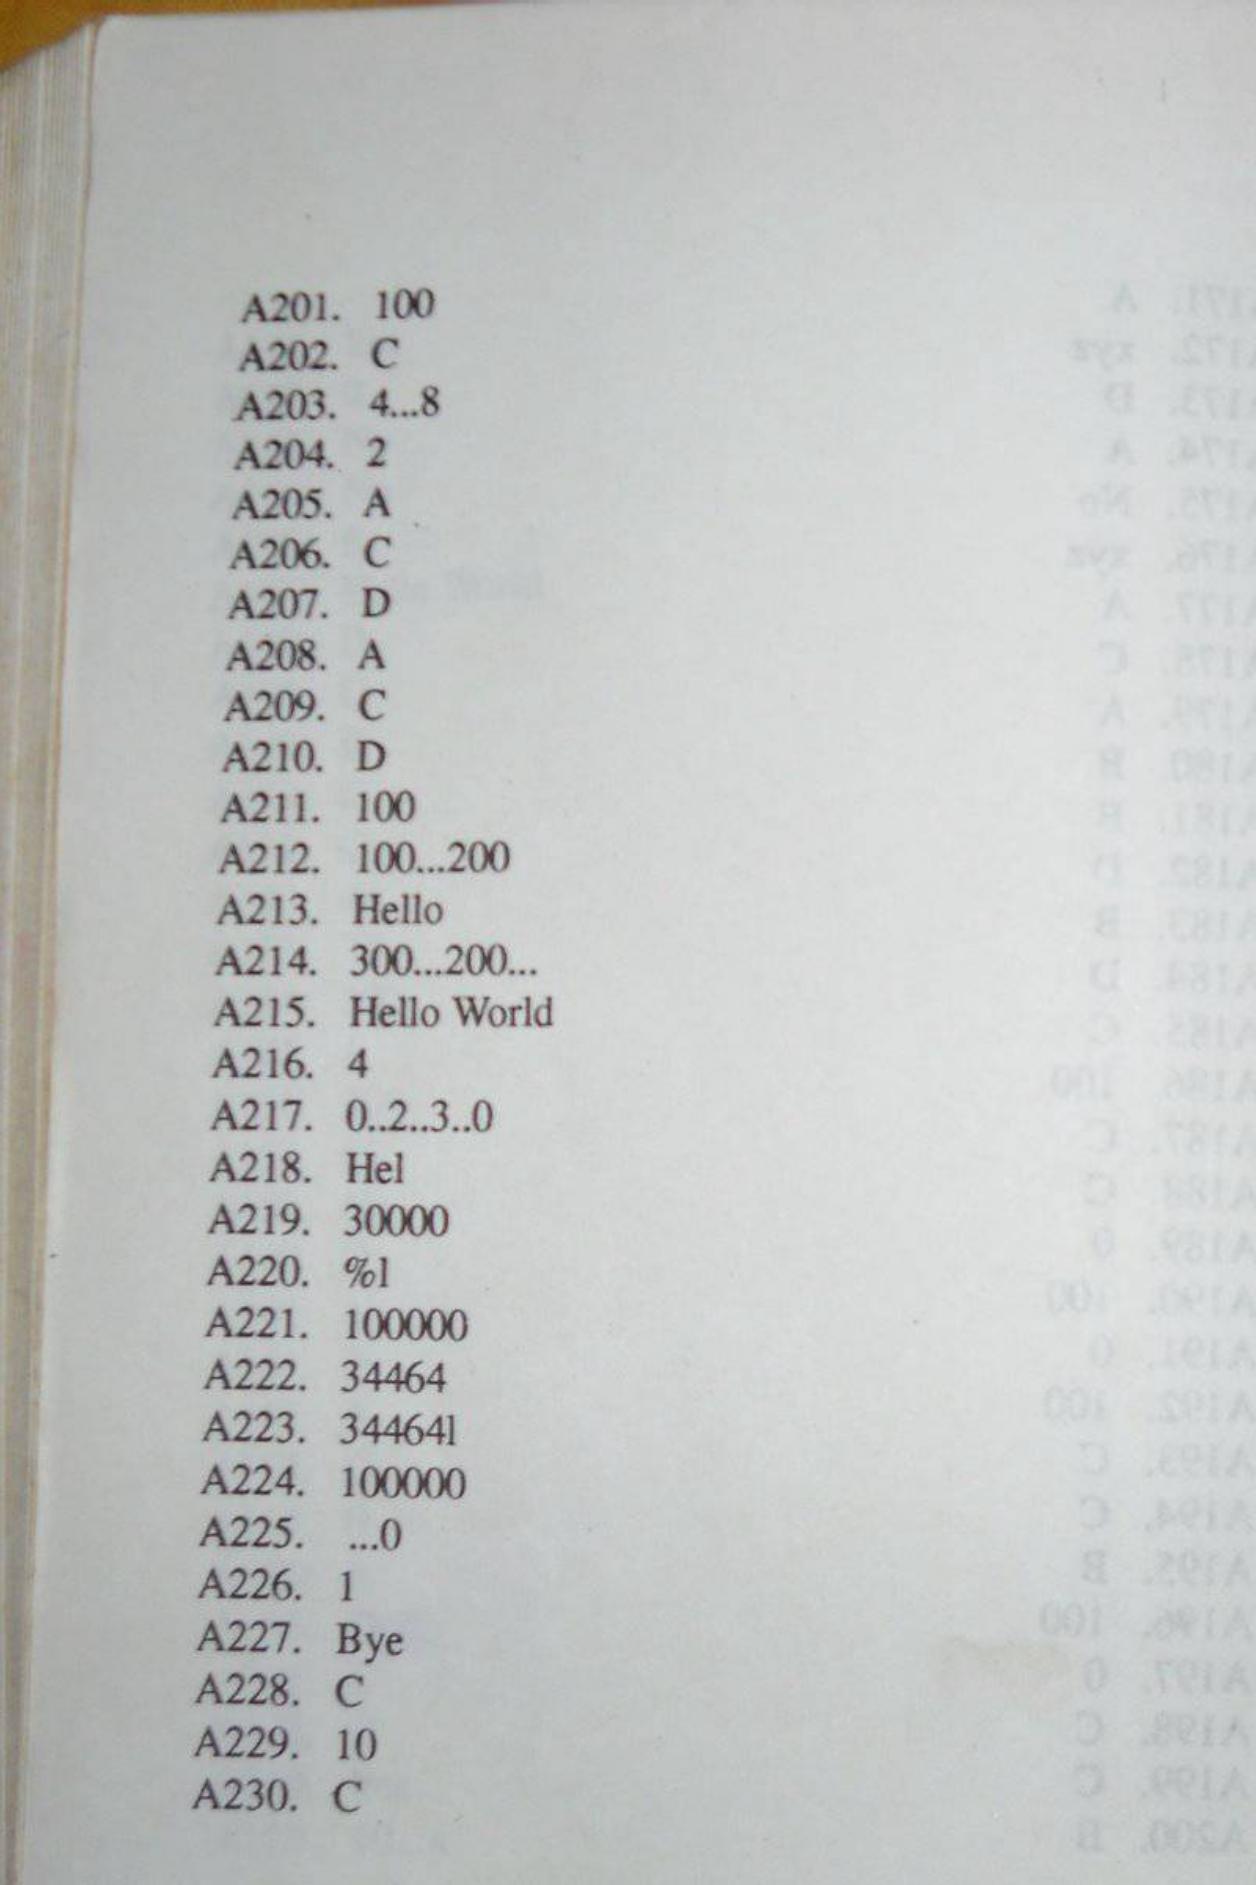 A201. 100
A202. C
A203. 4...8
A204. 2
A205. A
A206. C
A207. D
A208. A
A209. C
A210. D
A211. 100
A212. 100...200
A213. Hello
A214. 300...200...
A215. Hello World
A216. 4
A217. 0..2..3..0
A218. Hel
A219. 30000
A220. %l
A221. 100000
A222. 34464
A223. 34464l
A224. 100000
A225. ...0
A226. 1
A227. Bye
A228. C
A229. 10
A230. C